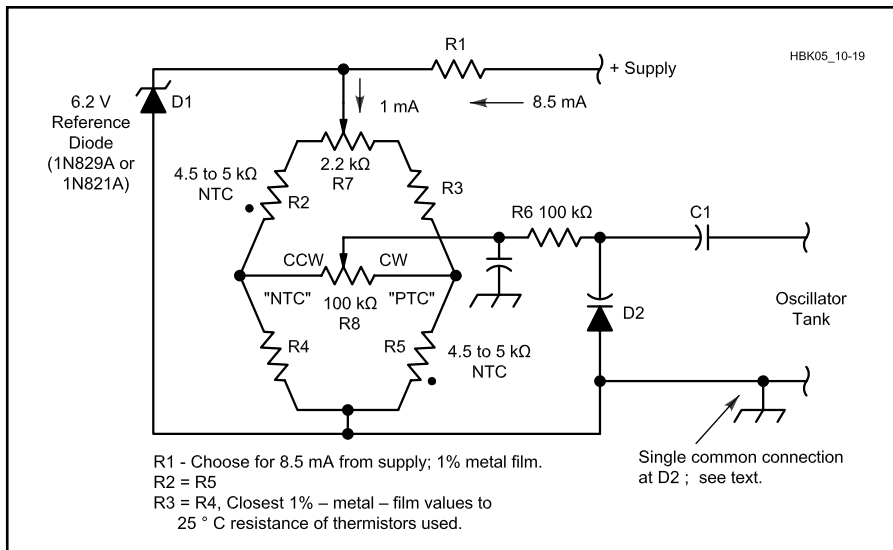 HBK05_10-19
R1
+ Supply
8.5 mA
1 mA
6.2 V
Reference
Diode
(1N829A or
1N821A)
D1
2.2 kΩ
R7
4.5 to 5 kΩ
NTC
R2
R3
R6 100 kΩ
C1
CCW
CW
"NTC"
100 kΩ
R8
"PTC"
D2
Oscillator
Tank
R4
R5
4.5 to 5 kΩ
NTC
Single common connection
at D2 ; see text.
R1 - Choose for 8.5 mA from supply; 1% metal film.
R2 = R5
R3 = R4, Closest 1% – metal – film values to
25 ° C resistance of thermistors used.